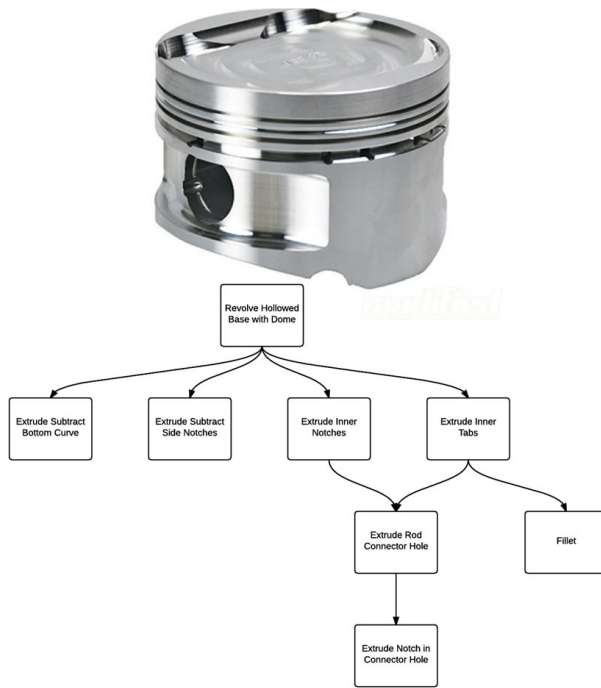 Revolve Hollowed
Base with Dome
Extrude Subtract
Bottom Curve
Extrude Subtract
Side Notches
Extrude Inner
Notches
Extrude Inner
Tabs
Extrude Rod
Connector Hole
Fillet
Extrude Notch in
Connector Hole